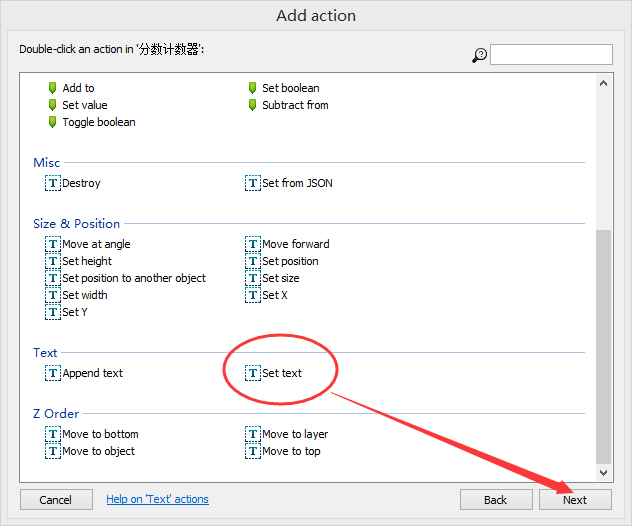 Add action
Double-click an action in '分数计数器':
Add to
Set boolean
Set value
Subtract from
Toggle boolean
Misc
T Destroy
T Set from JSON
Size & Position
T Move at angle
T Move forward
T Set height
T Set position
T Set position to another object
T Set size
T Set width
T Set X
T Set Y
Text
T Append text
T Set text
Z Order
T Move to bottom
T Move to layer
T Move to object
T Move to top
Cancel
Help on 'Text' actions
Back
Next